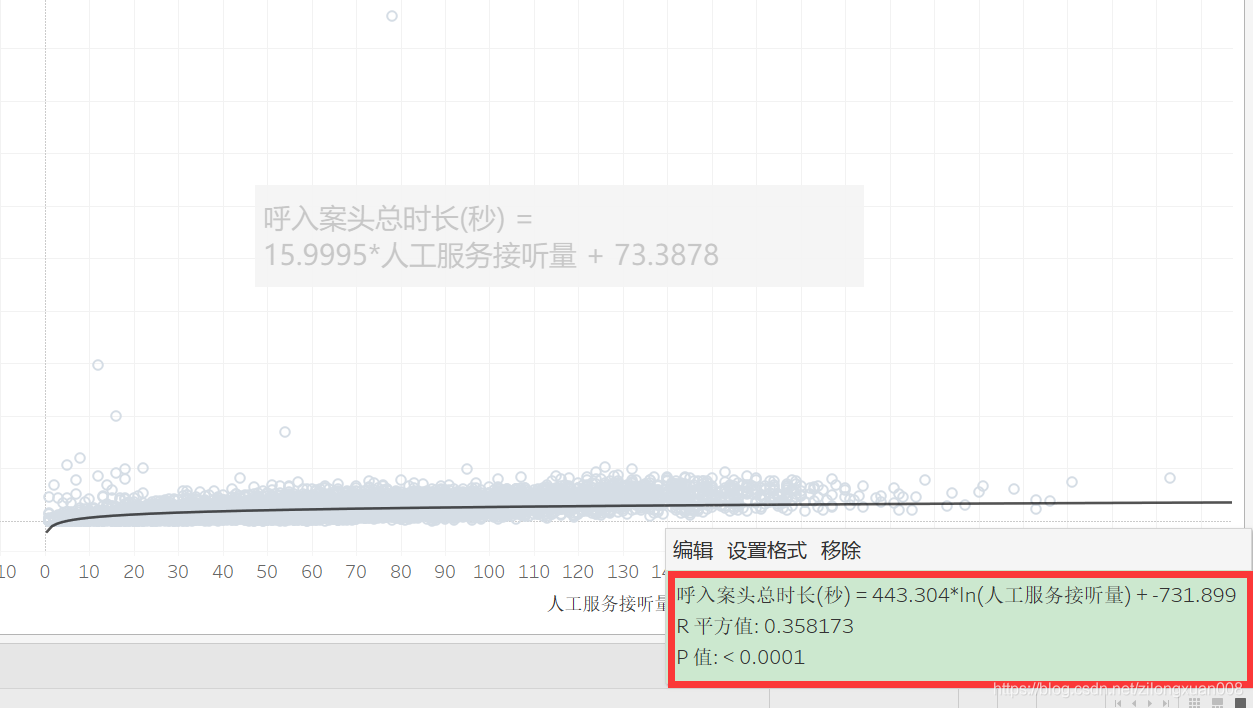 呼入案头总时长(秒) =
15.9995*人工服务接听量 + 73.3878
10 0 10 20 30 40 50 60 70 80 90 100 110 120 130 14
人工服务接听量
编辑 设置格式 移除
呼入案头总时长(秒) = 443.304*ln(人工服务接听量) + -731.899
R 平方值: 0.358173
P 值: < 0.0001
https://blog.csdn.net/zilongxuan008